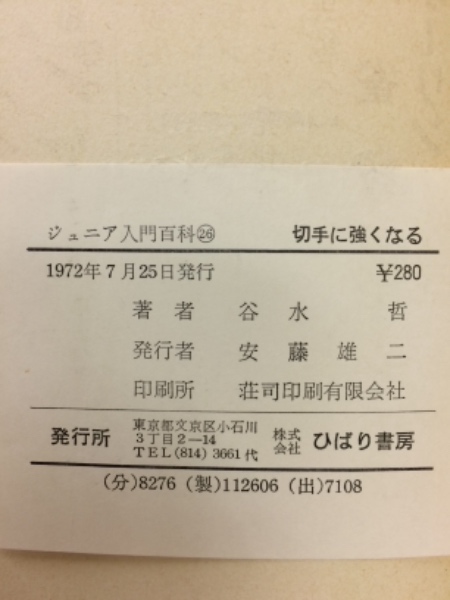 ジュニア入門百科㉖ 切手に強くなる
1972年7月25日発行 ¥280
著者 谷水 哲
発行者 安藤雄二
印刷所 荘司印刷有限会社
発行所 東京都文京区小石川 3丁目2―14 TEL(814) 3661代 株式会社 ひばり書房
(分)8276 (製)112606 (出)7108